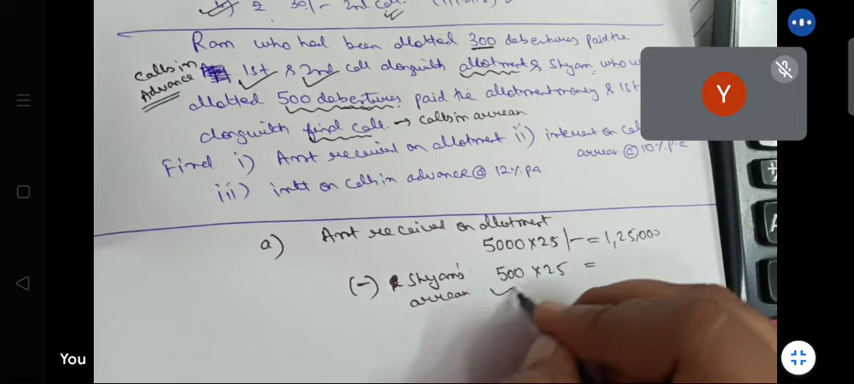 2nd call
Ram who had been allotted 300 debentures paid the
Calls in Advance
1st & 2nd call alongwith allotment & Shyam, who w
allotted 500 debentures paid the allotment money & 1st
alongwith final call. → calls in arrear
Find i) Amt received on allotment ii) interest on cal
arrear @ 10% p.a
iii) intt on calls in advance @ 12% pa
a) Amt received on allotment
5000 × 25/- = 1,25,000
(-) Shyam's arrear 500 × 25 =
Y
You